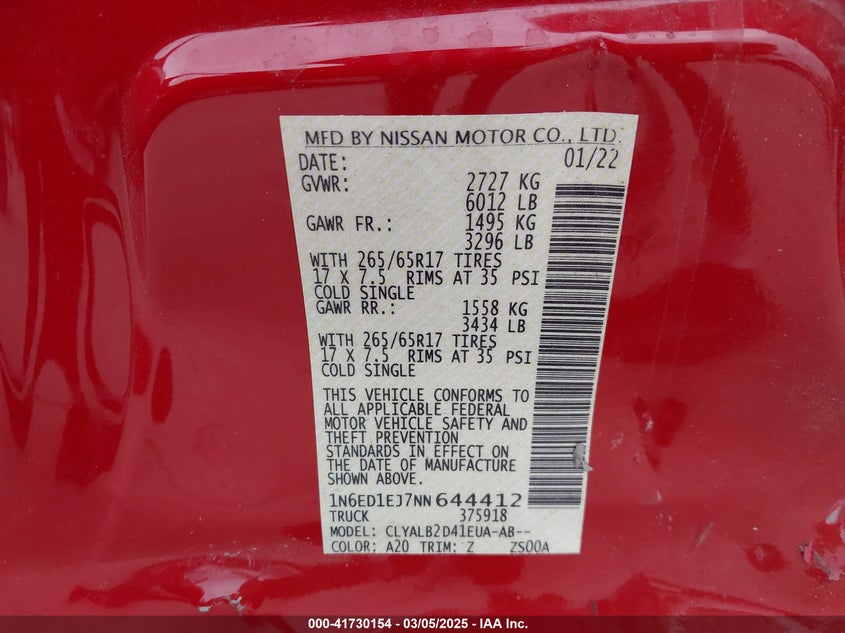 MFD BY NISSAN MOTOR CO., LTD.
DATE: 01/22
GVWR: 2727 KG
6012 LB
GAWR FR.: 1495 KG
3296 LB
WITH 265/65R17 TIRES
17 X 7.5 RIMS AT 35 PSI
COLD SINGLE
GAWR RR.: 1558 KG
3434 LB
WITH 265/65R17 TIRES
17 X 7.5 RIMS AT 35 PSI
COLD SINGLE
THIS VEHICLE CONFORMS TO
ALL APPLICABLE FEDERAL
MOTOR VEHICLE SAFETY AND
THEFT PREVENTION
STANDARDS IN EFFECT ON
THE DATE OF MANUFACTURE
SHOWN ABOVE.
1N6ED1EJ7NN644412
TRUCK 375918
MODEL: CLYALB2D41EUA-AB--
COLOR: A20 TRIM: Z ZS00A
000-41730154 — 03/05/2025 — Copyright © IAA, Inc.